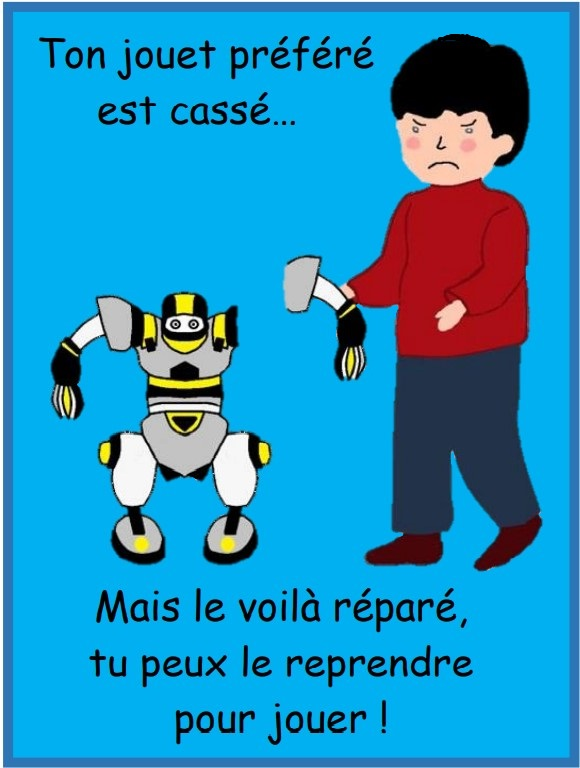 Ton jouet préféré
est cassé...
Mais le voilà réparé,
tu peux le reprendre
pour jouer !